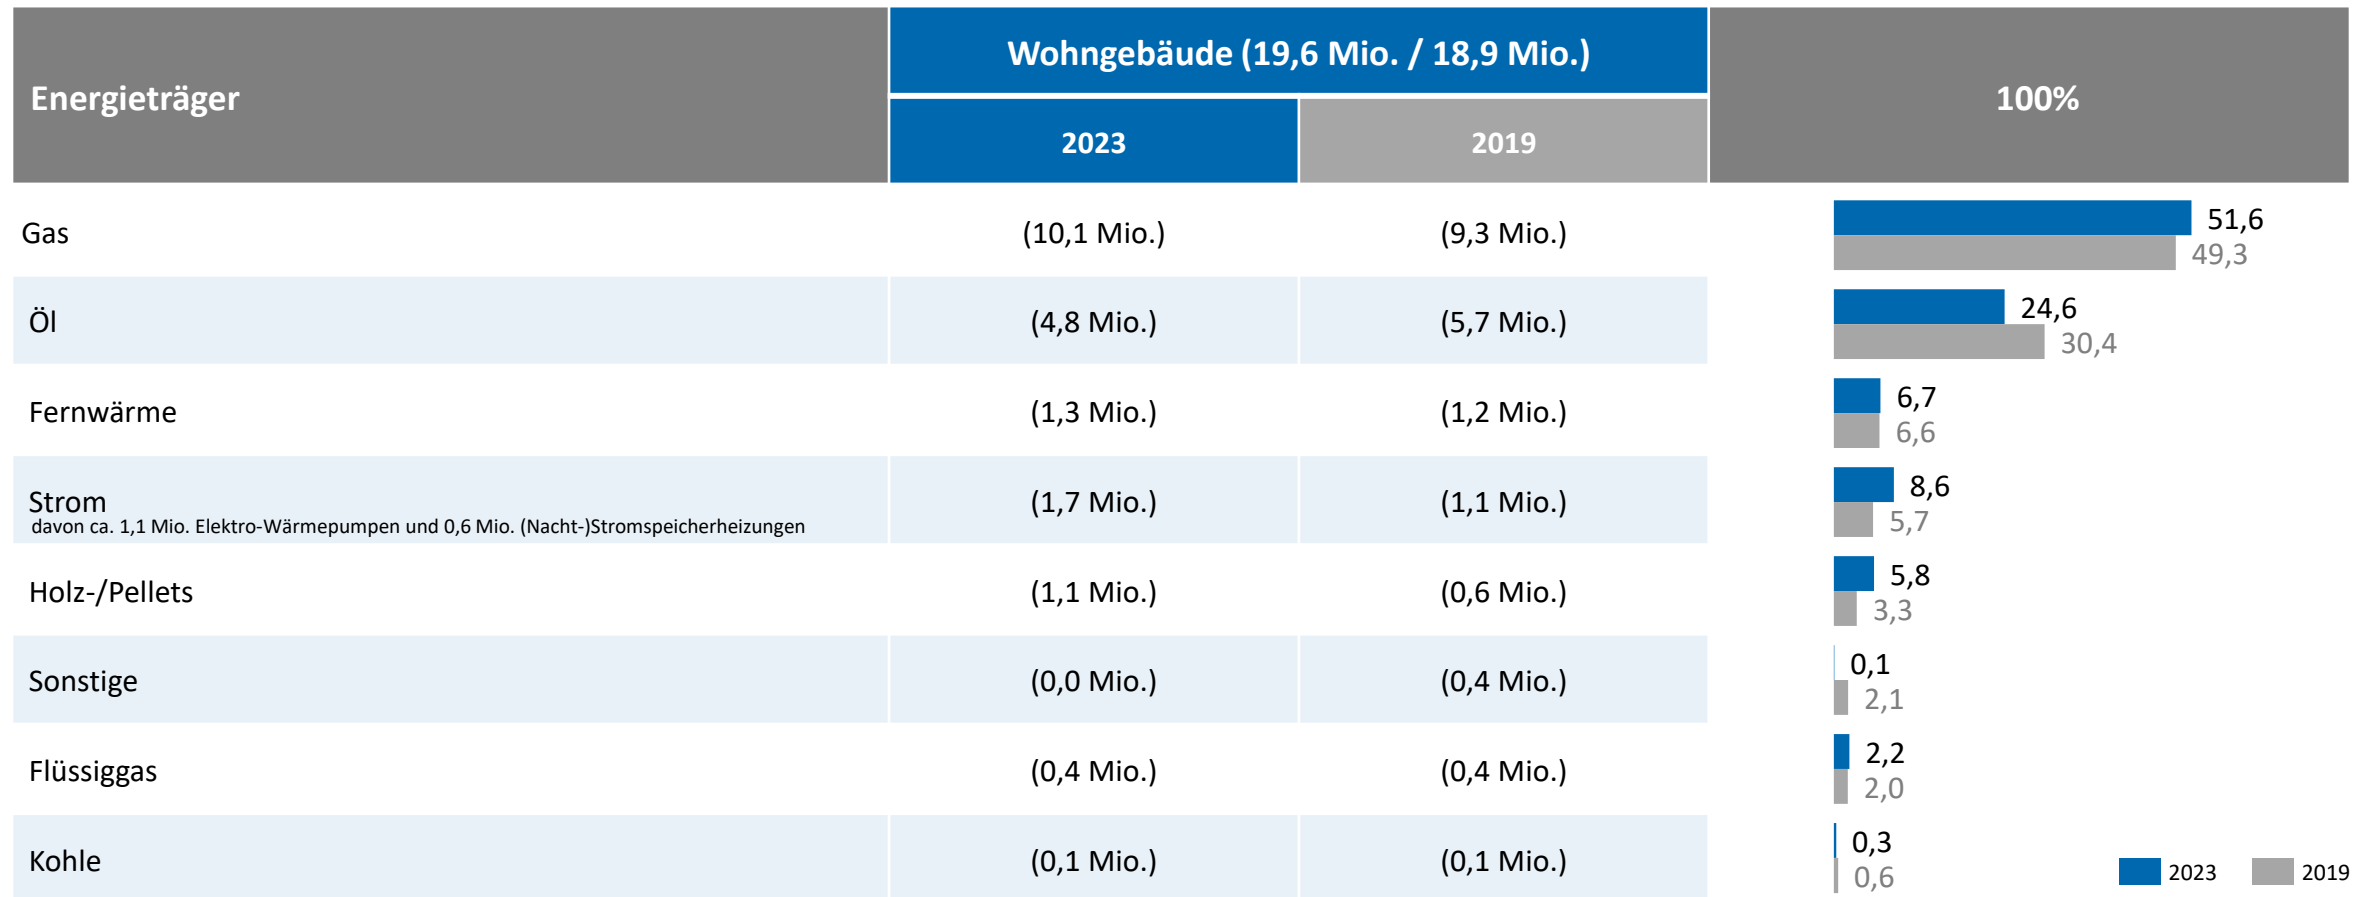 Energieträger
Wohngebäude (19,6 Mio. / 18,9 Mio.)
100%
2023
2019
Gas
(10,1 Mio.)
(9,3 Mio.)
51,6
49,3
Öl
(4,8 Mio.)
(5,7 Mio.)
24,6
30,4
Fernwärme
(1,3 Mio.)
(1,2 Mio.)
6,7
6,6
Strom
davon ca. 1,1 Mio. Elektro-Wärmepumpen und 0,6 Mio. (Nacht-)Stromspeicherheizungen
(1,7 Mio.)
(1,1 Mio.)
8,6
5,7
Holz-/Pellets
(1,1 Mio.)
(0,6 Mio.)
5,8
3,3
Sonstige
(0,0 Mio.)
(0,4 Mio.)
0,1
2,1
Flüssiggas
(0,4 Mio.)
(0,4 Mio.)
2,2
2,0
Kohle
(0,1 Mio.)
(0,1 Mio.)
0,3
0,6
2023
2019